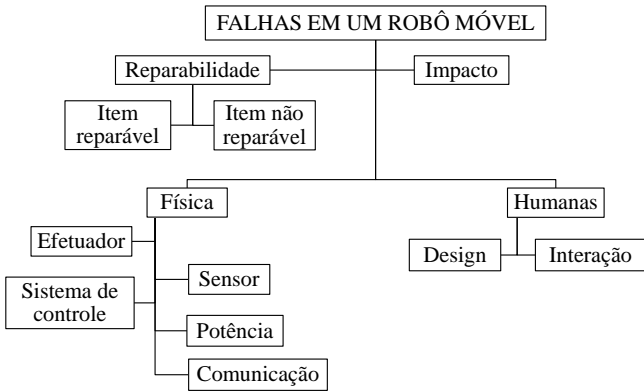 FALHAS EM UM ROBÔ MÓVEL
Reparabilidade
Impacto
Item
reparável
Item não
reparável
Física
Humanas
Efetuador
Design
Interação
Sensor
Sistema de
controle
Potência
Comunicação